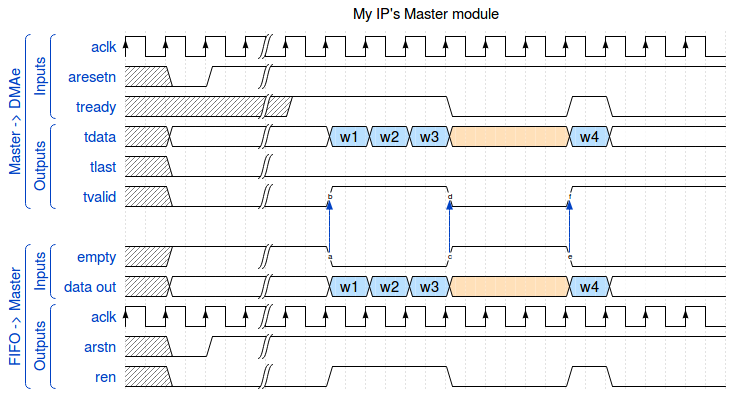 My IP's Master module
Master -> DMAe
Inputs
aclk
aresetn
tready
Outputs
tdata w1 w2 w3 w4
tlast
tvalid b d f
FIFO -> Master
Inputs
empty a c e
data out w1 w2 w3 w4
Outputs
aclk
arstn
ren